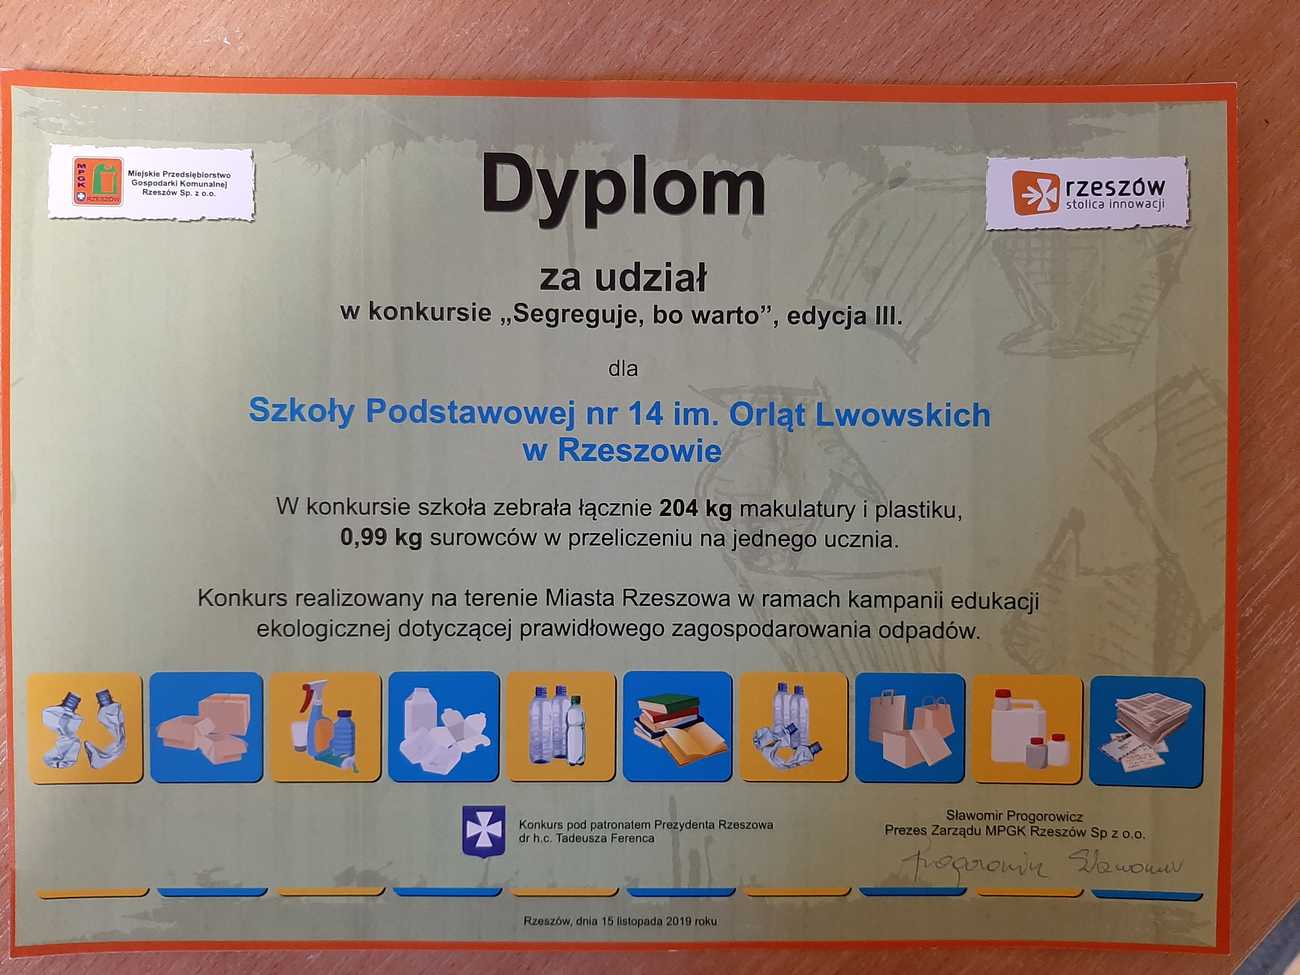 MPGK
RZESZÓW
Miejskie Przedsiębiorstwo
Gospodarki Komunalnej
Rzeszów Sp. z o.o.
Dyplom
rzeszów
stolica innowacji
za udział
w konkursie „Segreguje, bo warto”, edycja III.
dla
Szkoły Podstawowej nr 14 im. Orląt Lwowskich
w Rzeszowie
W konkursie szkoła zebrała łącznie 204 kg makulatury i plastiku,
0,99 kg surowców w przeliczeniu na jednego ucznia.
Konkurs realizowany na terenie Miasta Rzeszowa w ramach kampanii edukacji
ekologicznej dotyczącej prawidłowego zagospodarowania odpadów.
Konkurs pod patronatem Prezydenta Rzeszowa
dr h.c. Tadeusza Ferenca
Sławomir Progorowicz
Prezes Zarządu MPGK Rzeszów Sp z o.o.
Rzeszów, dnia 15 listopada 2019 roku